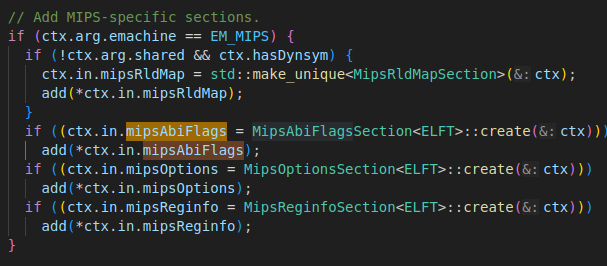 // Add MIPS-specific sections.
if (ctx.arg.emachine == EM_MIPS) {
  if (!ctx.arg.shared && ctx.hasDynsym) {
    ctx.in.mipsRldMap = std::make_unique<MipsRldMapSection>(&: ctx);
    add(*ctx.in.mipsRldMap);
  }
  if ((ctx.in.mipsAbiFlags = MipsAbiFlagsSection<ELFT>::create(&: ctx)))
    add(*ctx.in.mipsAbiFlags);
  if ((ctx.in.mipsOptions = MipsOptionsSection<ELFT>::create(&: ctx)))
    add(*ctx.in.mipsOptions);
  if ((ctx.in.mipsReginfo = MipsReginfoSection<ELFT>::create(&: ctx)))
    add(*ctx.in.mipsReginfo);
}